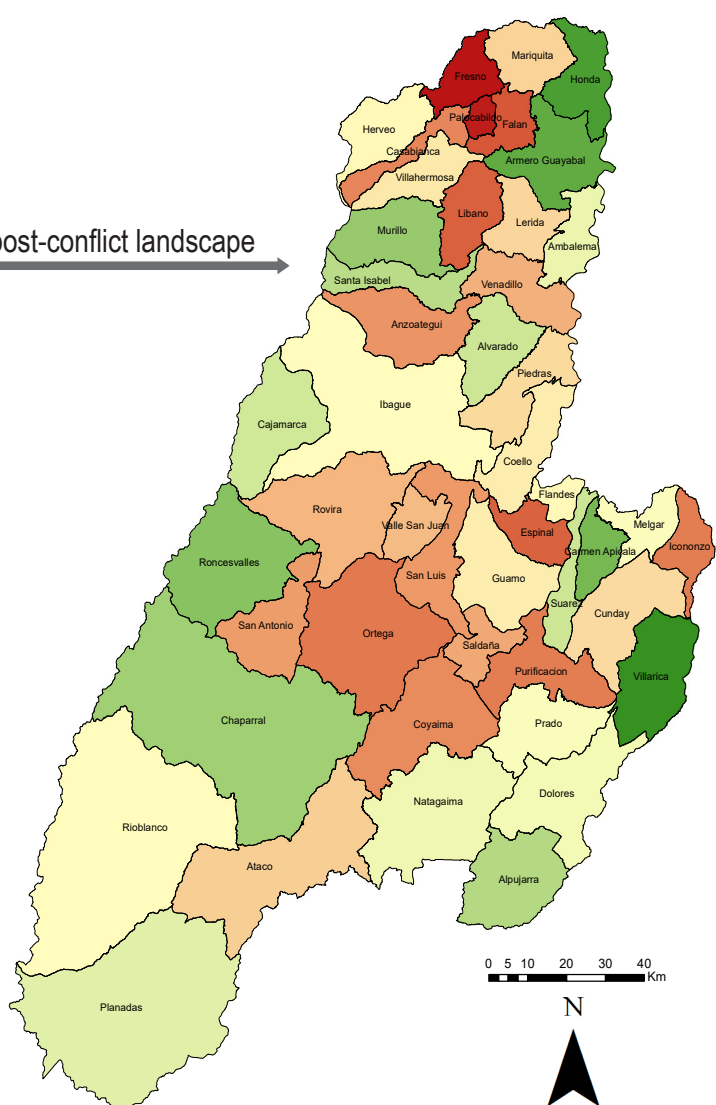 Mariquita
Fresno
Honda
Palocabildo
Falan
Herveo
Casabianca
Armero Guayabal
Villahermosa
Libano
Lerida
Murillo
Ambalema
post-conflict landscape
Santa Isabel
Venadillo
Anzoategui
Alvarado
Piedras
Ibague
Cajamarca
Coello
Flandes
Rovira
Valle San Juan
Espinal
Melgar
Carmen Apicala
Icononzo
Roncesvalles
San Luis
Guamo
Suarez
Cunday
San Antonio
Ortega
Saldaña
Purificacion
Villarica
Chaparral
Coyaima
Prado
Natagaima
Dolores
Rioblanco
Ataco
Alpujarra
0 5 10 20 30 40
Km
Planadas
N